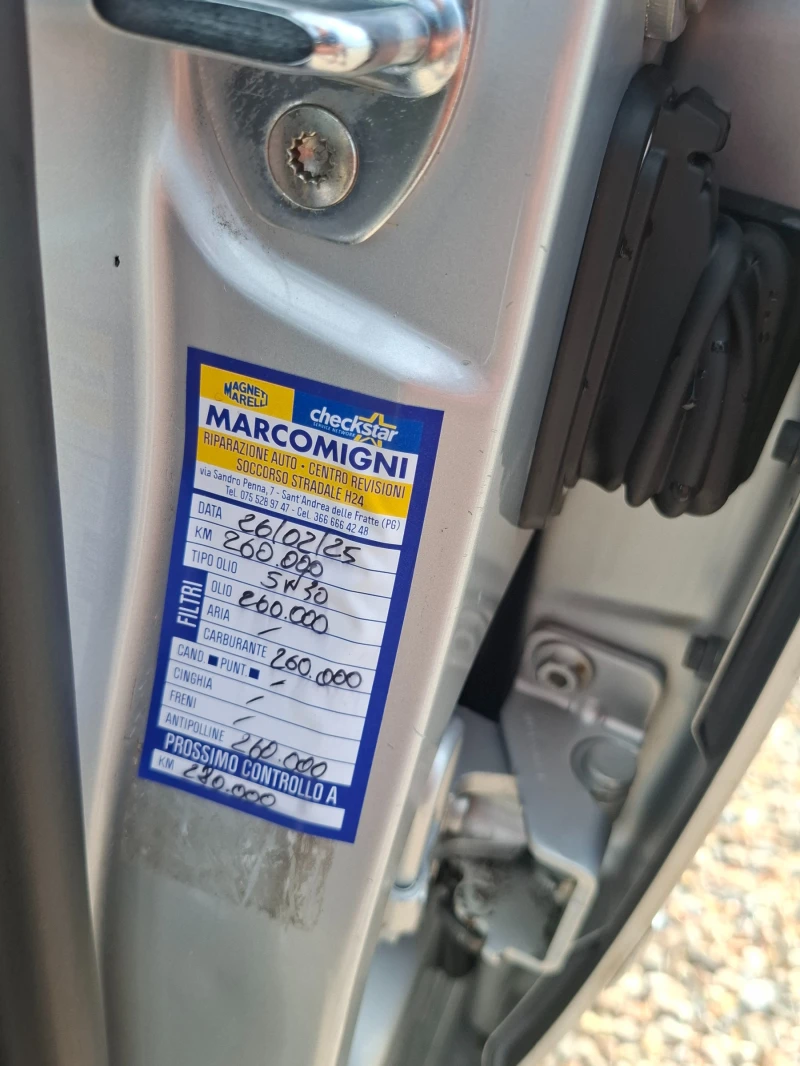 MAGNETI
MARELLI
checkstar
SERVICE NETWORK
MARCOMIGNI
RIPARAZIONE AUTO • CENTRO REVISIONI
SOCCORSO STRADALE H24
via Sandro Penna, 7 - Sant'Andrea delle Fratte (PG)
Tel. 075 528 97 47 - Cel. 366 666 42 48
DATA 26/02/25
KM 260.000
TIPO OLIO 5W30
FILTRI
OLIO 260.000
ARIA /
CARBURANTE 260.000
CAND ■ PUNT. ■ /
CINGHIA /
FRENI /
ANTIPOLLINE 260.000
PROSSIMO CONTROLLO A
KM 280.000